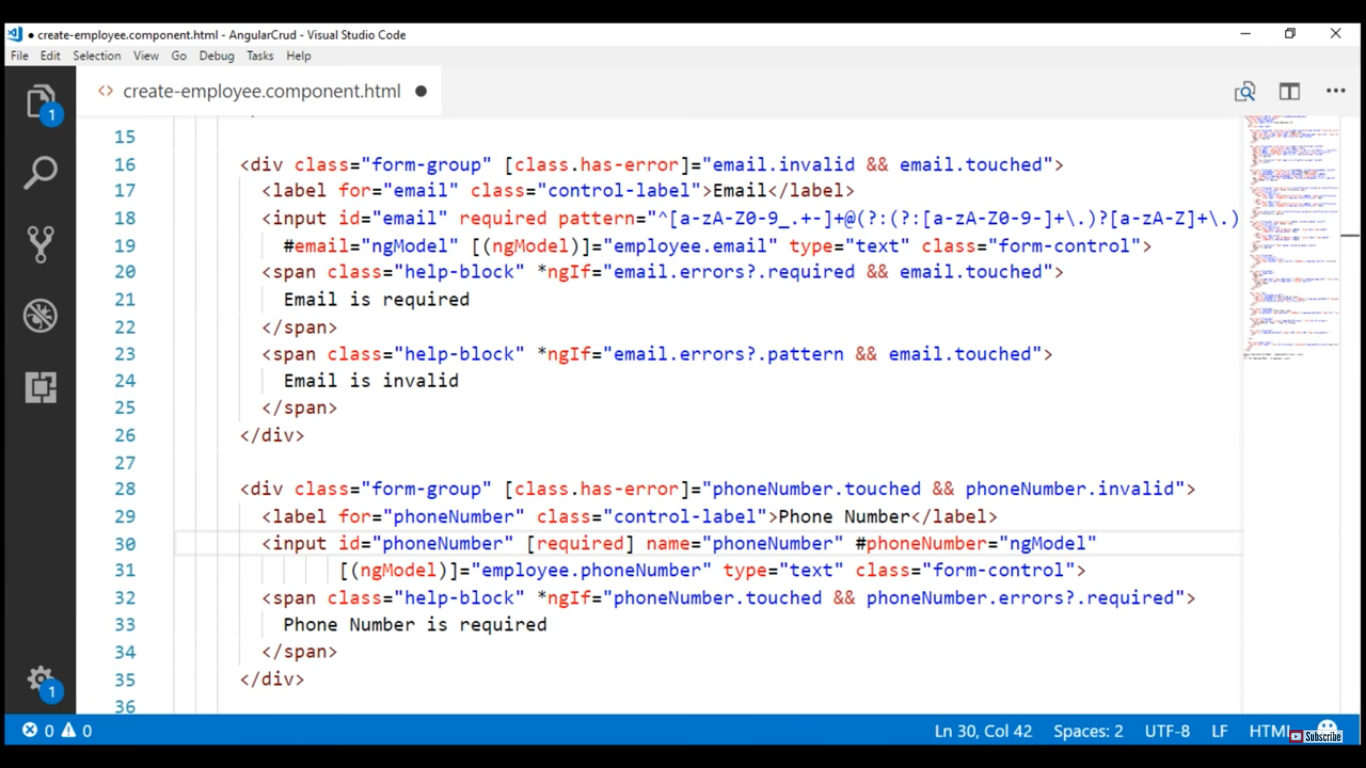 ● create-employee.component.html - AngularCrud - Visual Studio Code
File Edit Selection View Go Debug Tasks Help
1
<> create-employee.component.html ●
15
16 <div class="form-group" [class.has-error]="email.invalid && email.touched">
17 <label for="email" class="control-label">Email</label>
18 <input id="email" required pattern="^[a-zA-Z0-9_.+-]+@(?:(?:[a-zA-Z0-9-]+\.)?[a-zA-Z]+\.)
19 #email="ngModel" [(ngModel)]="employee.email" type="text" class="form-control">
20 <span class="help-block" *ngIf="email.errors?.required && email.touched">
21 Email is required
22 </span>
23 <span class="help-block" *ngIf="email.errors?.pattern && email.touched">
24 Email is invalid
25 </span>
26 </div>
27
28 <div class="form-group" [class.has-error]="phoneNumber.touched && phoneNumber.invalid">
29 <label for="phoneNumber" class="control-label">Phone Number</label>
30 <input id="phoneNumber" [required] name="phoneNumber" #phoneNumber="ngModel"
31 [(ngModel)]="employee.phoneNumber" type="text" class="form-control">
32 <span class="help-block" *ngIf="phoneNumber.touched && phoneNumber.errors?.required">
33 Phone Number is required
34 </span>
35 </div>
36
1
0 0 Ln 30, Col 42 Spaces: 2 UTF-8 LF HTML
Subscribe